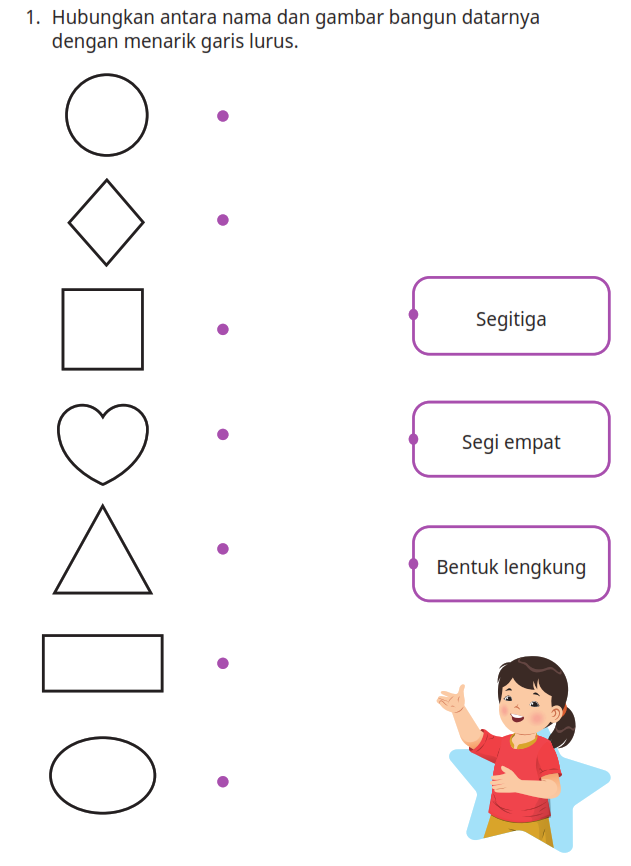 1. Hubungkan antara nama dan gambar bangun datarnya
dengan menarik garis lurus.
Segitiga
Segi empat
Bentuk lengkung